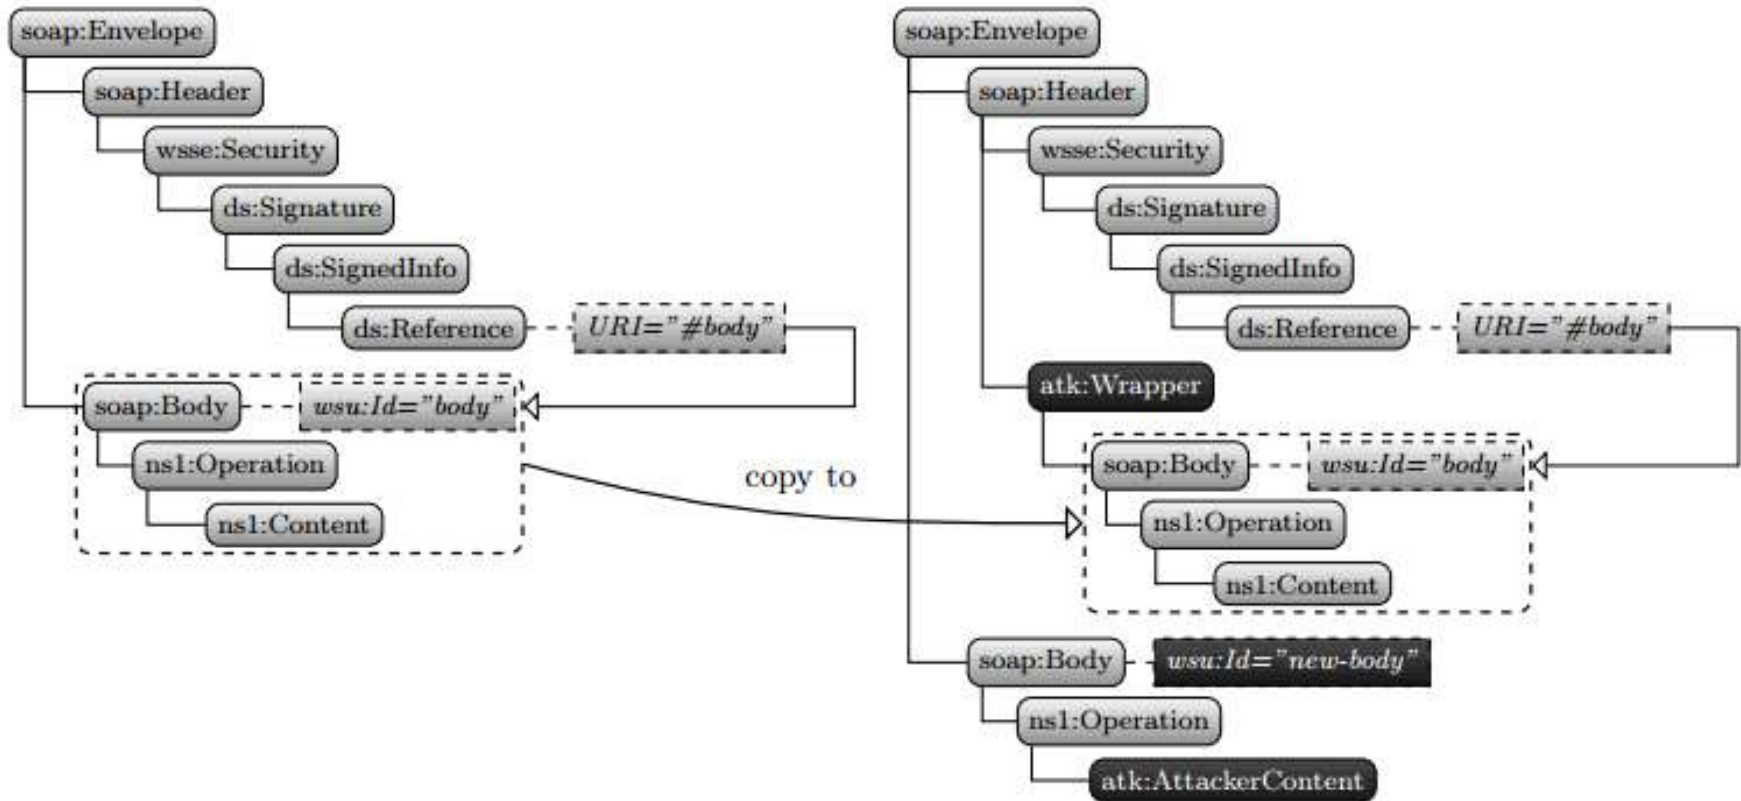 soap:Envelope
soap:Header
wsse:Security
ds:Signature
ds:SignedInfo
ds:Reference
URI="#body"
soap:Body
wsu:Id="body"
ns1:Operation
ns1:Content
copy to
soap:Envelope
soap:Header
wsse:Security
ds:Signature
ds:SignedInfo
ds:Reference
URI="#body"
atk:Wrapper
soap:Body
wsu:Id="body"
ns1:Operation
ns1:Content
soap:Body
wsu:Id="new-body"
ns1:Operation
atk:AttackerContent